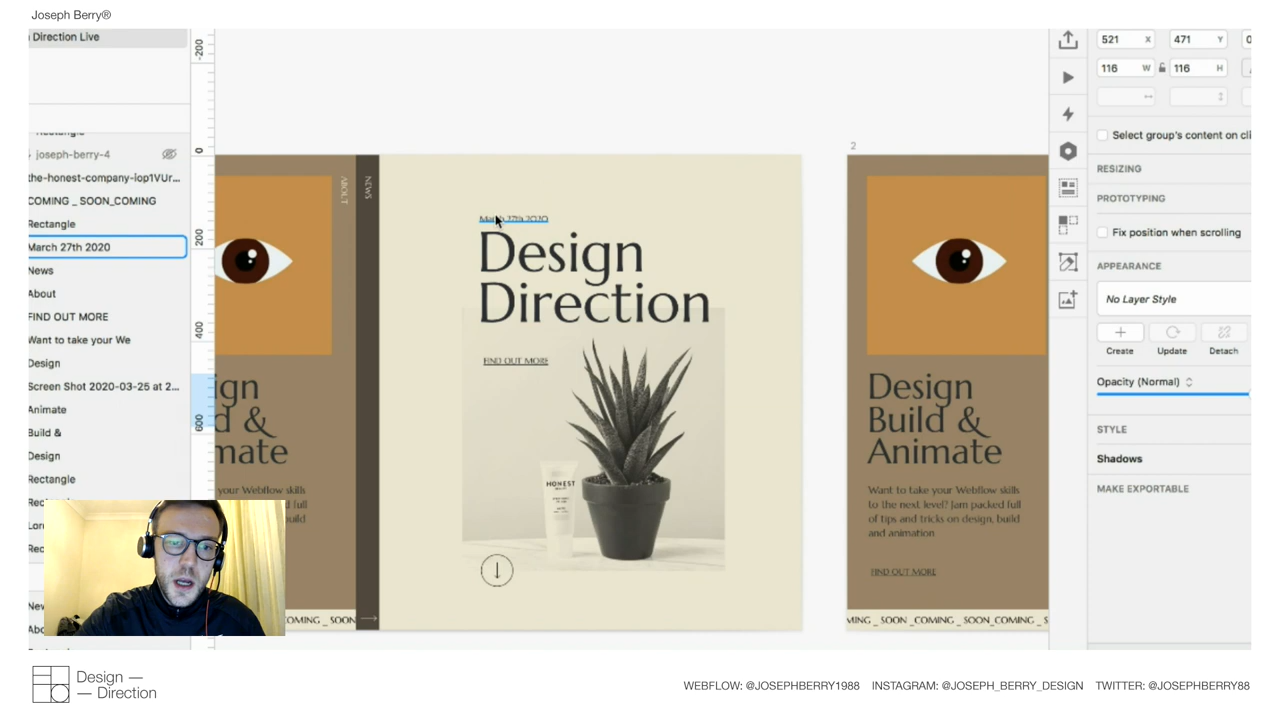 Joseph Berry®
Direction Live
-200
0
200
400
600
Rectangle
joseph-berry-4
the-honest-company-iop1VUr...
COMING _ SOON_COMING
Rectangle
March 27th 2020
News
About
FIND OUT MORE
Want to take your We
Design
Screen Shot 2020-03-25 at 2...
Animate
Build &
Design
Rectangle
ABOUT
NEWS
March 27th 2020
Design
Direction
FIND OUT MORE
HONEST
your Webflow skills
COMING _ SOON
2
Design
Build &
Animate
Want to take your Webflow skills
to the next level? Jam packed full
of tips and tricks on design, build
and animation
FIND OUT MORE
MING _ SOON _COMING _ SOON_COMING _ S
521 X 471 Y 0
116 W 116 H
Select group's content on cli
RESIZING
PROTOTYPING
Fix position when scrolling
APPEARANCE
No Layer Style
Create Update Detach
Opacity (Normal)
STYLE
Shadows
MAKE EXPORTABLE
Design —
— Direction
WEBFLOW: @JOSEPHBERRY1988 INSTAGRAM: @JOSEPH_BERRY_DESIGN TWITTER: @JOSEPHBERRY88